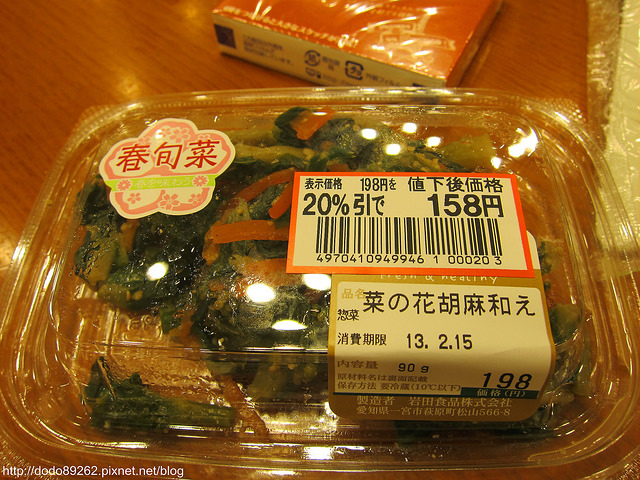 春旬菜
表示価格 198円を 値下後価格
20%引で 158円
4970410949946 1 00020 3
Fresh & healthy
品名
惣菜 菜の花胡麻和え
消費期限 13. 2.15
内容量 90g
原材料名は裏面記載
保存方法 要冷蔵(10℃以下)
198
価格(円)
製造者 岩田食品株式会社
愛知県一宮市萩原町松山566-8
http://dodo89262.pixnet.net/blog